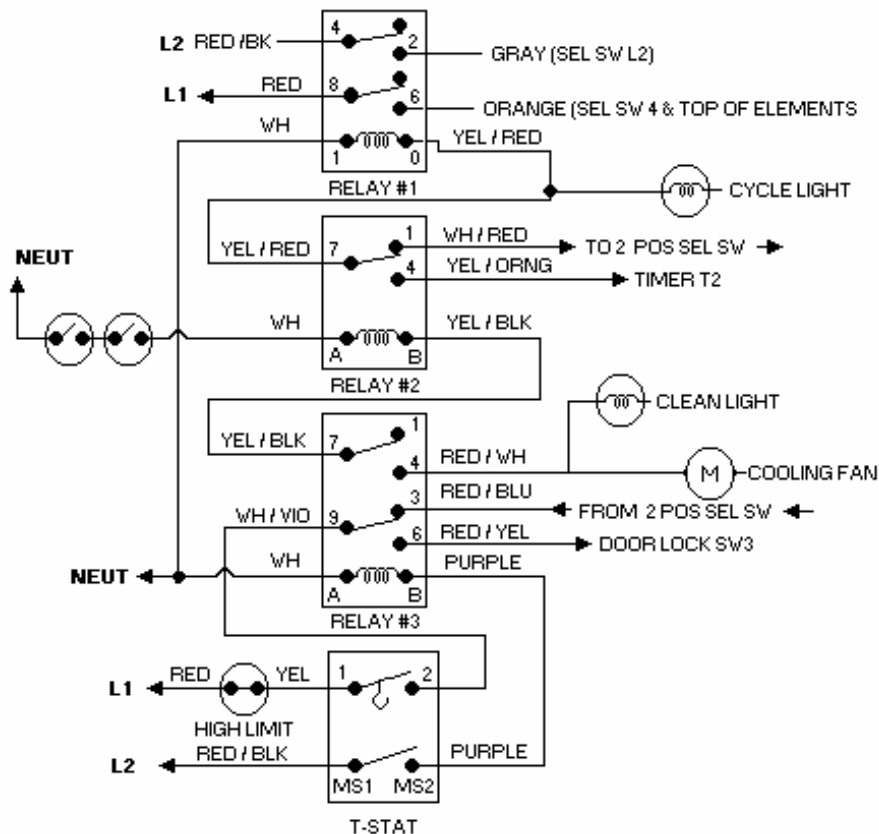 4
L2 RED /BK
2
GRAY (SEL SW L2)
L1
RED
8
6
ORANGE (SEL SW 4 & TOP OF ELEMENTS
WH
YEL / RED
1
0
RELAY #1
CYCLE LIGHT
NEUT
YEL / RED
7
1
WH / RED
TO 2 POS SEL SW
4
YEL / ORNG
TIMER T2
WH
YEL / BLK
A
B
RELAY #2
CLEAN LIGHT
YEL / BLK
7
1
4
RED / WH
M
COOLING FAN
RED / BLU
3
WH / VIO
9
FROM 2 POS SEL SW
6
RED / YEL
DOOR LOCK SW3
NEUT
WH
PURPLE
A
B
RELAY #3
L1
RED
YEL
1
2
HIGH LIMIT
L2
RED / BLK
PURPLE
MS1
MS2
T-STAT